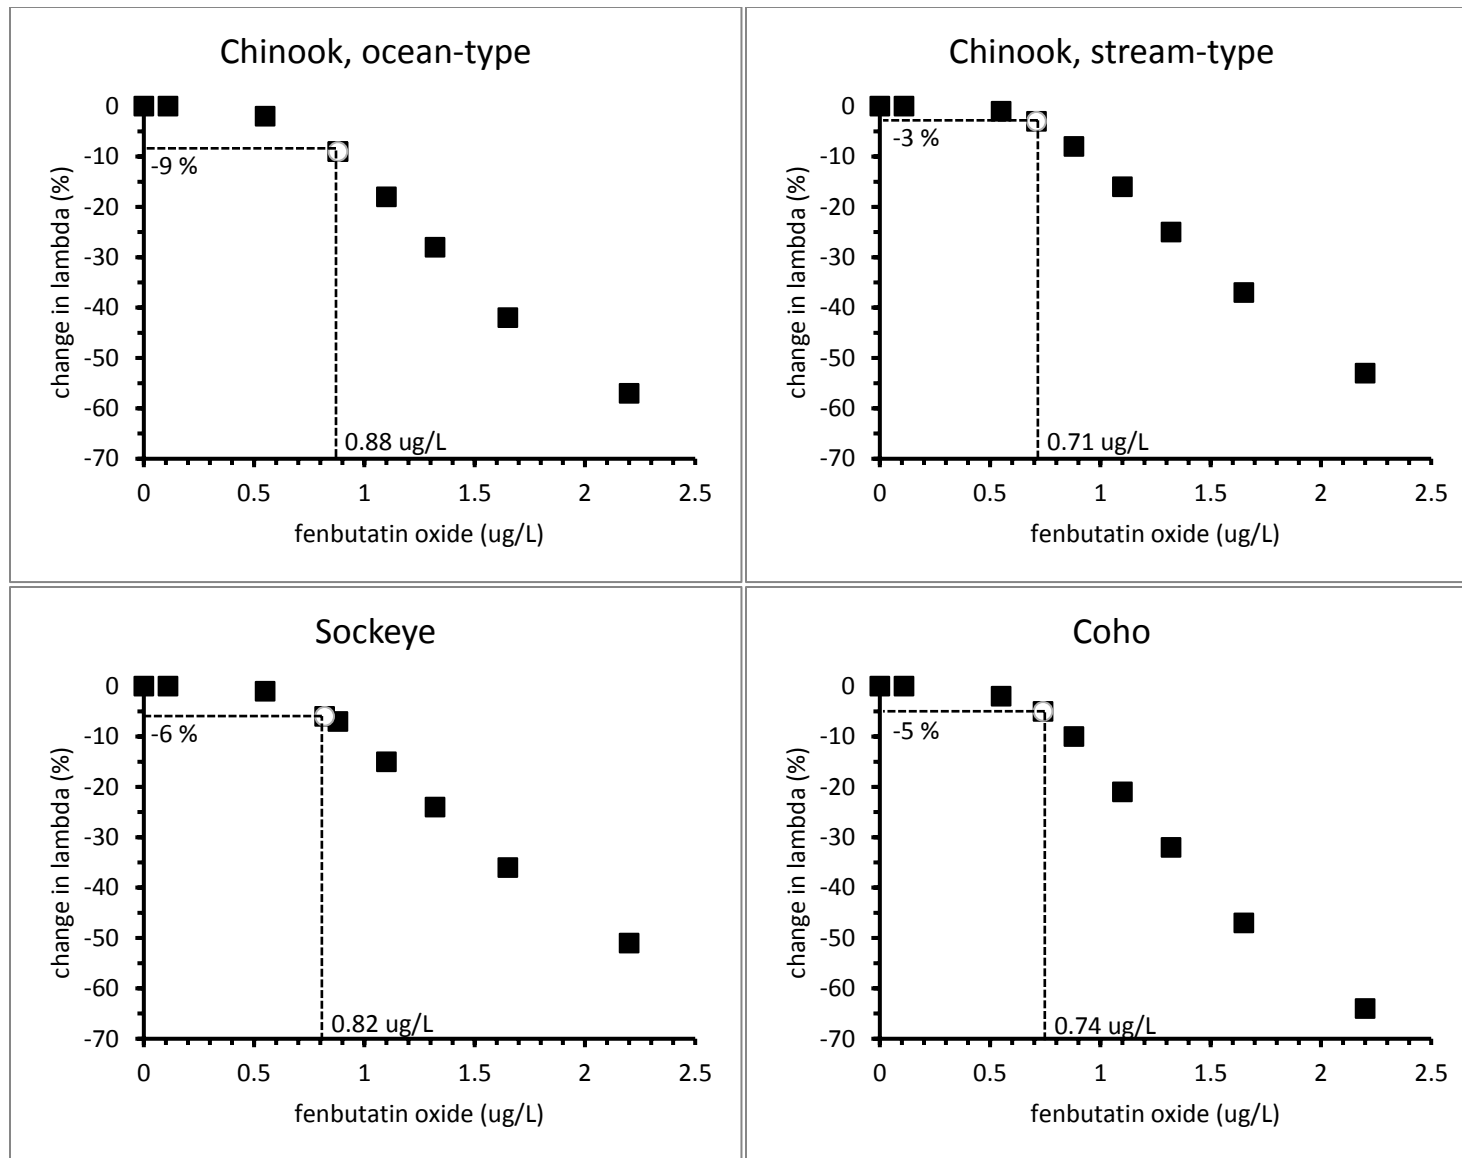 Chinook, ocean-type
change in lambda (%)
0
-10
-20
-30
-40
-50
-60
-70
-9 %
0.88 ug/L
0 0.5 1 1.5 2 2.5
fenbutatin oxide (ug/L)
Chinook, stream-type
change in lambda (%)
0
-10
-20
-30
-40
-50
-60
-70
-3 %
0.71 ug/L
0 0.5 1 1.5 2 2.5
fenbutatin oxide (ug/L)
Sockeye
change in lambda (%)
0
-10
-20
-30
-40
-50
-60
-70
-6 %
0.82 ug/L
0 0.5 1 1.5 2 2.5
fenbutatin oxide (ug/L)
Coho
change in lambda (%)
0
-10
-20
-30
-40
-50
-60
-70
-5 %
0.74 ug/L
0 0.5 1 1.5 2 2.5
fenbutatin oxide (ug/L)